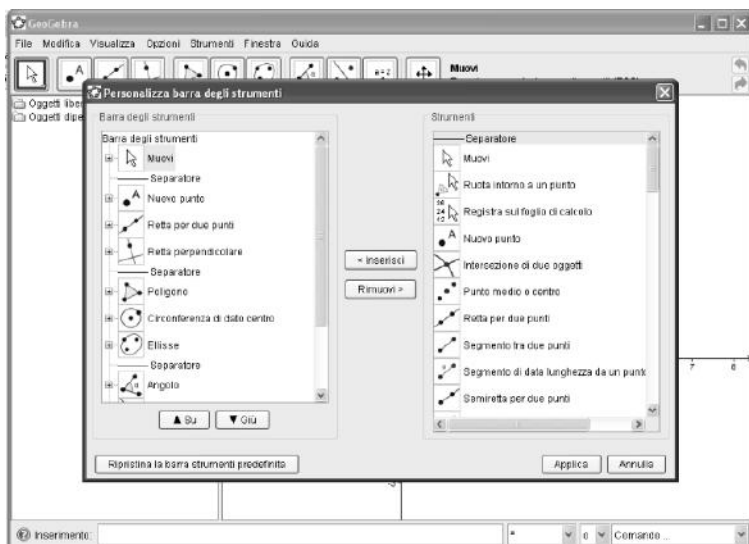 GeoGebra
File Modifica Visualizza Opzioni Strumenti Finestra Guida
A
a=2
Muovi
Oggetti libe
Oggetti dipe
Personalizza barra degli strumenti
Barra degli strumenti
Barra degli strumenti
Muovi
Separatore
Nuovo punto
Retta per due punti
Retta perpendicolare
Separatore
Poligono
Circonferenza di dato centro
Ellisse
Separatore
Angolo
Su
Giù
< Inserisci
Rimuovi >
Strumenti
Separatore
Muovi
Ruota intorno a un punto
Registra sul foglio di calcolo
Nuovo punto
Intersezione di due oggetti
Punto medio o centro
Retta per due punti
Segmento tra due punti
Segmento di data lunghezza da un punto
Semiretta per due punti
7 8
Ripristina la barra strumenti predefinita
Applica
Annulla
Inserimento:
Comando ...